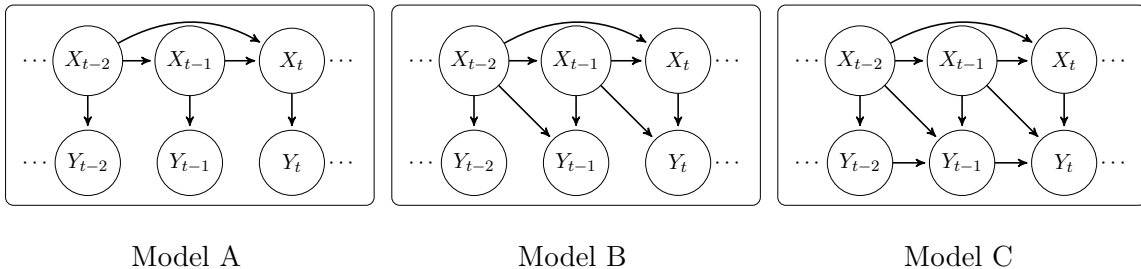 ··· X_{t−2} X_{t−1} X_t ···
··· Y_{t−2} Y_{t−1} Y_t ···
Model A
··· X_{t−2} X_{t−1} X_t ···
··· Y_{t−2} Y_{t−1} Y_t ···
Model B
··· X_{t−2} X_{t−1} X_t ···
··· Y_{t−2} Y_{t−1} Y_t ···
Model C